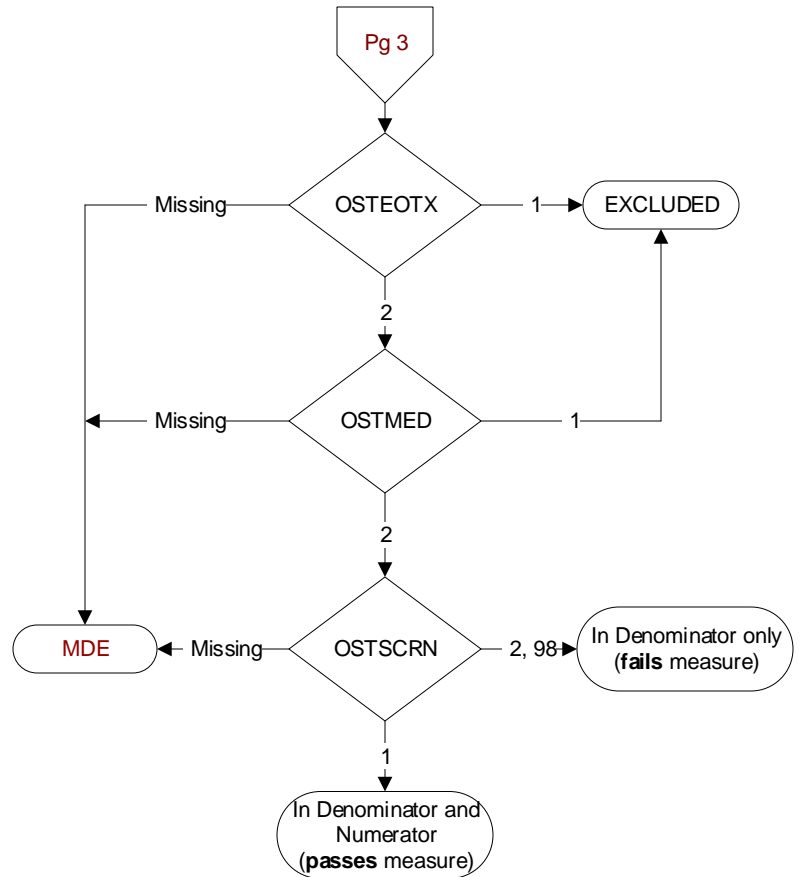 Pg 3
Missing
OSTEOTX
1
EXCLUDED
2
Missing
OSTMED
1
2
MDE
Missing
OSTSCRN
2, 98
In Denominator only
(fails measure)
1
In Denominator and
Numerator
(passes measure)